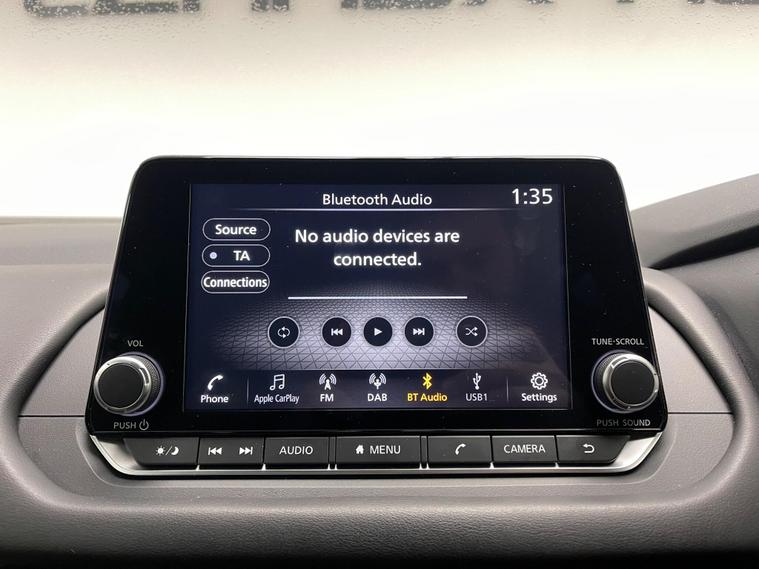 Bluetooth Audio
1:35
Source
No audio devices are
connected.
TA
Connections
VOL
TUNE·SCROLL
PUSH
PUSH SOUND
Phone
Apple CarPlay
FM
DAB
BT Audio
USB1
Settings
AUDIO
MENU
CAMERA